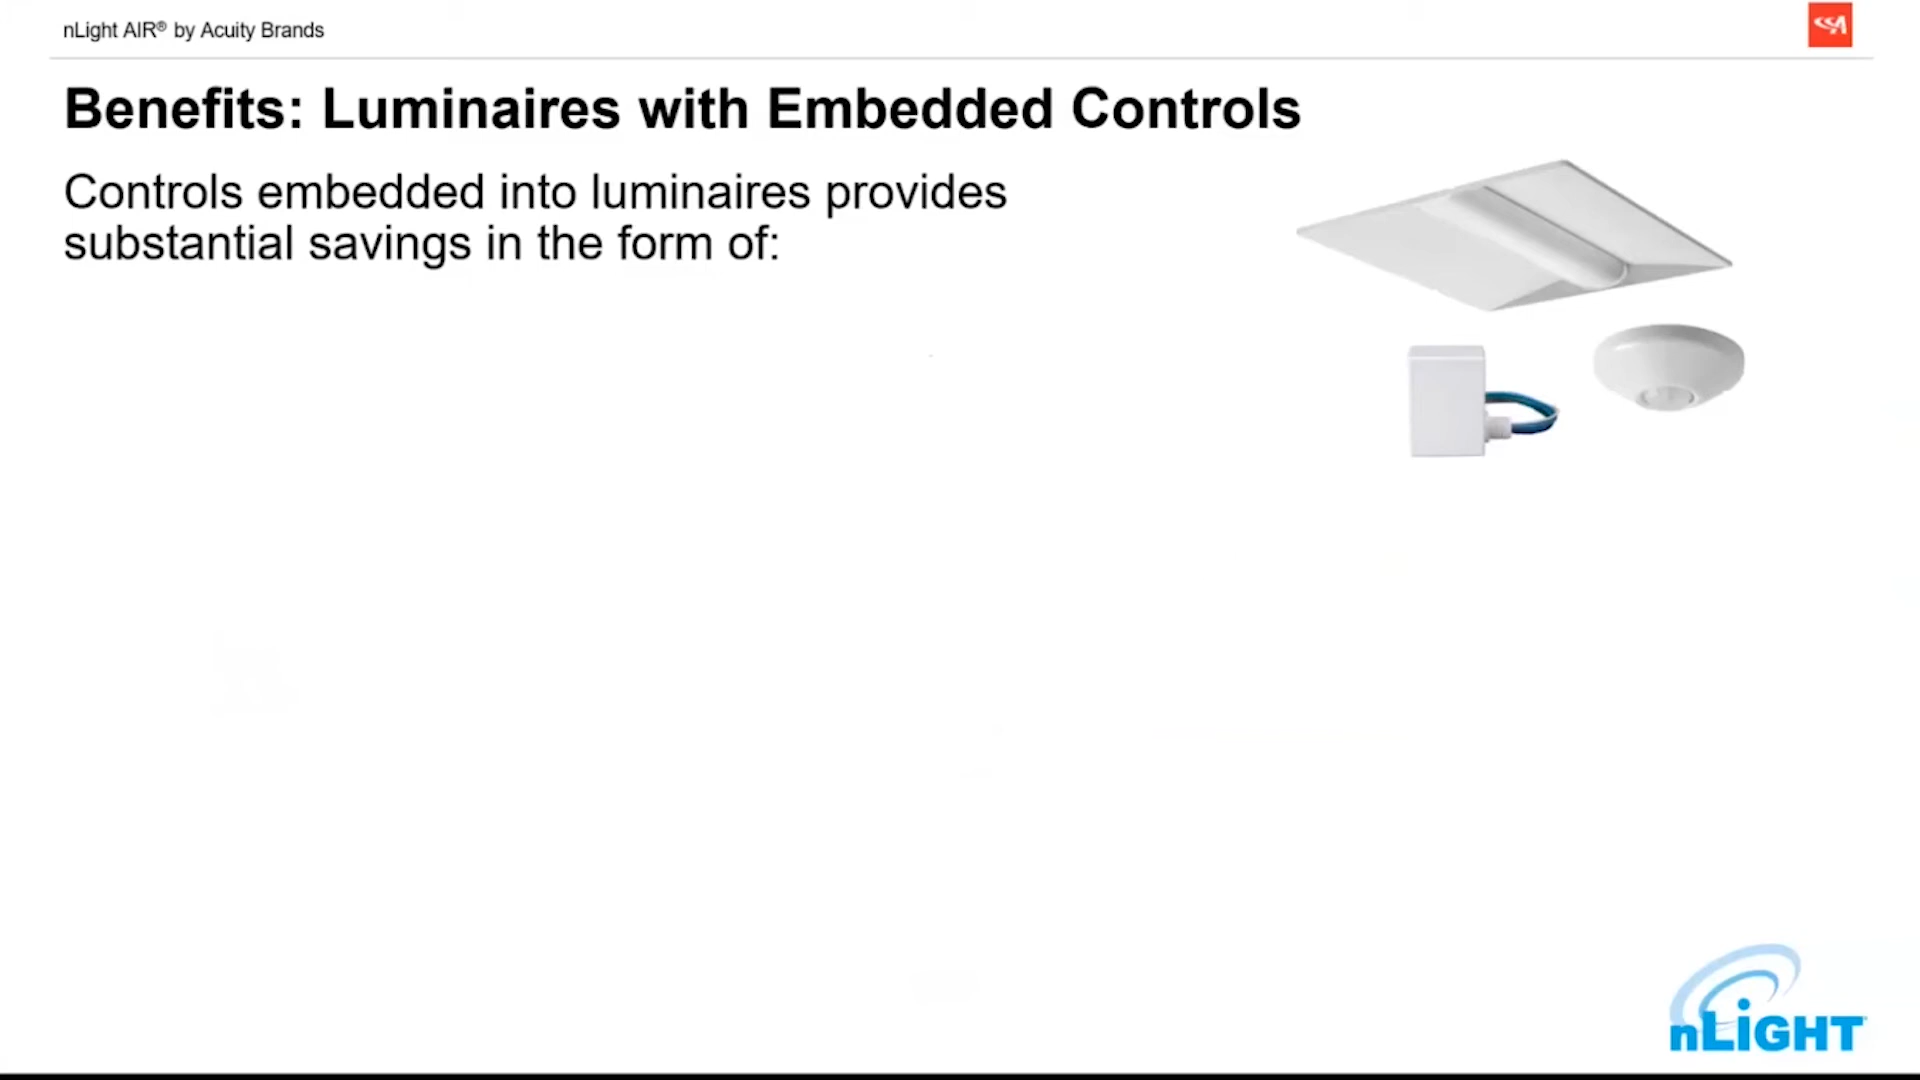 nLight AIR® by Acuity Brands
Benefits: Luminaires with Embedded Controls
Controls embedded into luminaires provides
substantial savings in the form of:
nLIGHT